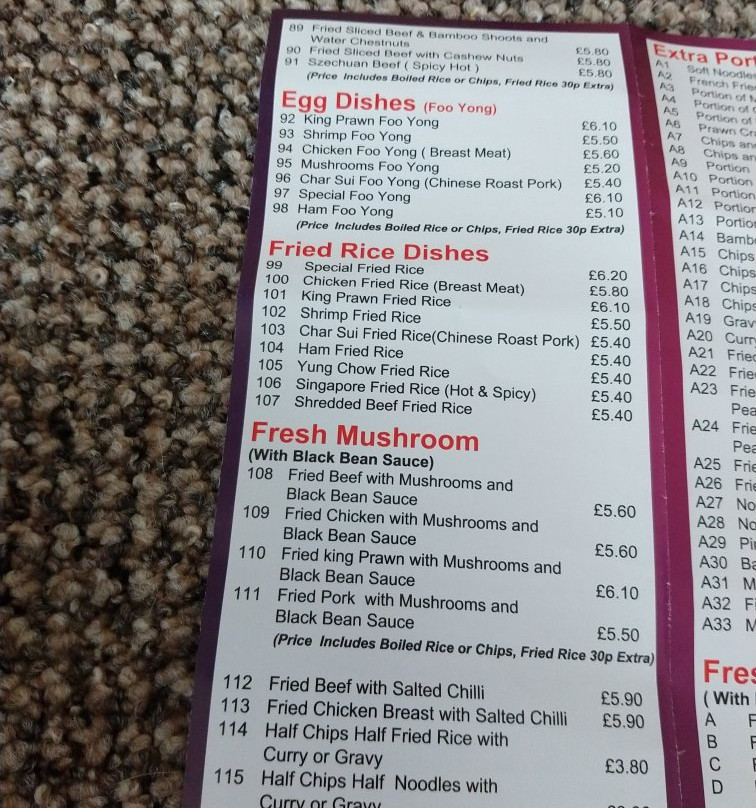 89 Fried Sliced Beef & Bamboo Shoots and
Water Chestnuts £5.80
90 Fried Sliced Beef with Cashew Nuts £5.80
91 Szechuan Beef ( Spicy Hot ) £5.80
(Price Includes Boiled Rice or Chips, Fried Rice 30p Extra)
Egg Dishes (Foo Yong)
92 King Prawn Foo Yong £6.10
93 Shrimp Foo Yong £5.50
94 Chicken Foo Yong ( Breast Meat) £5.60
95 Mushrooms Foo Yong £5.20
96 Char Sui Foo Yong (Chinese Roast Pork) £5.40
97 Special Foo Yong £6.10
98 Ham Foo Yong £5.10
(Price Includes Boiled Rice or Chips, Fried Rice 30p Extra)
Fried Rice Dishes
99 Special Fried Rice £6.20
100 Chicken Fried Rice (Breast Meat) £5.80
101 King Prawn Fried Rice £6.10
102 Shrimp Fried Rice £5.50
103 Char Sui Fried Rice(Chinese Roast Pork) £5.40
104 Ham Fried Rice £5.40
105 Yung Chow Fried Rice £5.40
106 Singapore Fried Rice (Hot & Spicy) £5.40
107 Shredded Beef Fried Rice £5.40
Fresh Mushroom
(With Black Bean Sauce)
108 Fried Beef with Mushrooms and
Black Bean Sauce £5.60
109 Fried Chicken with Mushrooms and
Black Bean Sauce £5.60
110 Fried king Prawn with Mushrooms and
Black Bean Sauce £6.10
111 Fried Pork with Mushrooms and
Black Bean Sauce £5.50
(Price Includes Boiled Rice or Chips, Fried Rice 30p Extra)
112 Fried Beef with Salted Chilli £5.90
113 Fried Chicken Breast with Salted Chilli £5.90
114 Half Chips Half Fried Rice with
Curry or Gravy £3.80
115 Half Chips Half Noodles with
Curry or Gravy
Extra Por
A1 Soft Noodle
A2 French Frie
A3 Portion of
A4 Portion of
A5 Portion of
A6 Prawn
A7 Chips an
A8 Chips a
A9 Portion
A10 Portion
A11 Portion
A12 Portion
A13 Portio
A14 Bamb
A15 Chips
A16 Chips
A17 Chips
A18 Chips
A19 Grav
A20 Curr
A21 Fried
A22 Frie
A23 Frie
Pea
A24 Frie
Pea
A25 Frie
A26 Frie
A27 No
A28 No
A29 Pi
A30 Ba
A31 M
A32 F
A33 M
Fres
( With
A F
B F
C F
D